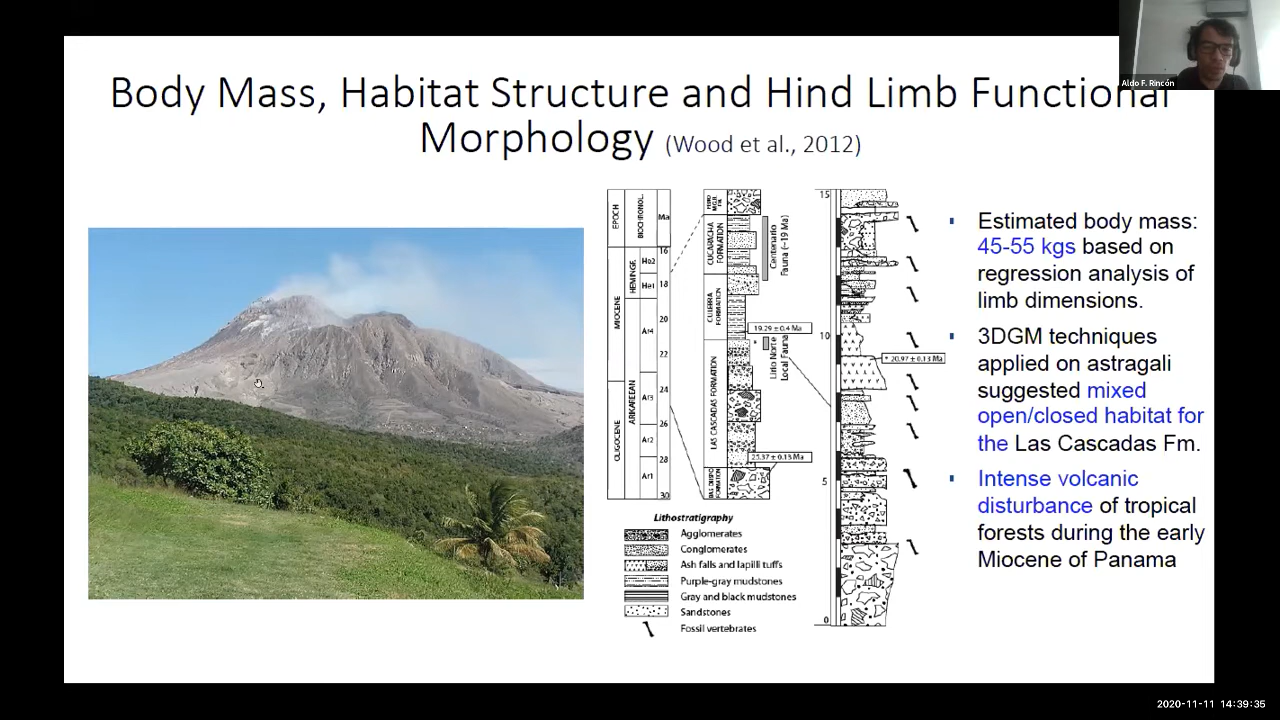 Body Mass, Habitat Structure and Hind Limb Functional
Morphology (Wood et al., 2012)
Aldo F. Rincón
EPOCH
Ma
16
18
20
22
24
26
28
30
MIOCENE
OLIGOCENE
HEMINGF.
ARIKAREEAN
He2
He1
Ar4
Ar3
Ar2
Ar1
CUCARACHA
FORMATION
CULEBRA
FORMATION
LAS CASCADAS FORMATION
FORMATION
Centenario
Fauna (~19 Ma)
19.29 ± 0.4 Ma
Lirio Norte
Local Fauna
25.37 ± 0.13 Ma
15
10
5
0
* 20.97 ± 0.13 Ma
Lithostratigraphy
Agglomerates
Conglomerates
Ash falls and lapilli tuffs
Purple-gray mudstones
Gray and black mudstones
Sandstones
Fossil vertebrates
▪ Estimated body mass:
45-55 kgs based on
regression analysis of
limb dimensions.
▪ 3DGM techniques
applied on astragali
suggested mixed
open/closed habitat for
the Las Cascadas Fm.
▪ Intense volcanic
disturbance of tropical
forests during the early
Miocene of Panama
2020-11-11 14:39:35